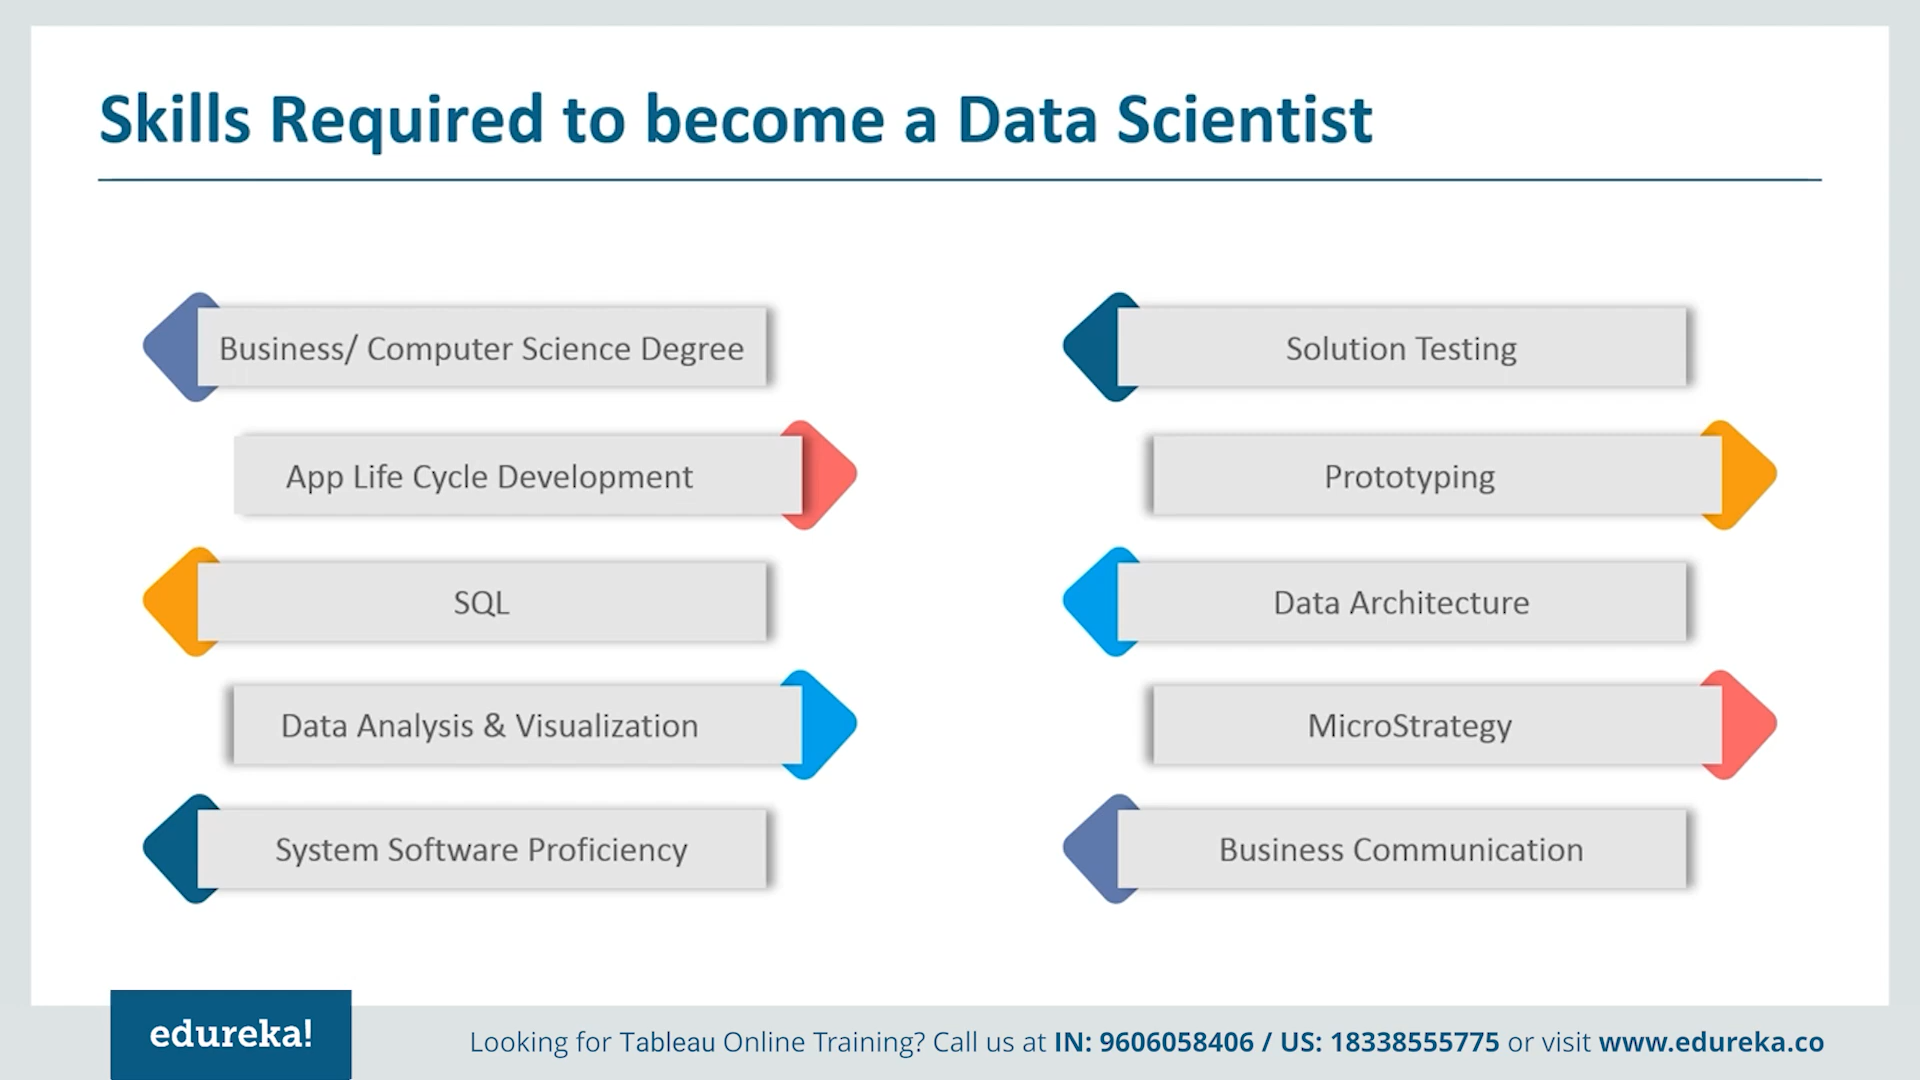 Skills Required to become a Data Scientist
Business/ Computer Science Degree
App Life Cycle Development
SQL
Data Analysis & Visualization
System Software Proficiency
Solution Testing
Prototyping
Data Architecture
MicroStrategy
Business Communication
edureka!
Looking for Tableau Online Training? Call us at IN: 9606058406 / US: 18338555775 or visit www.edureka.co